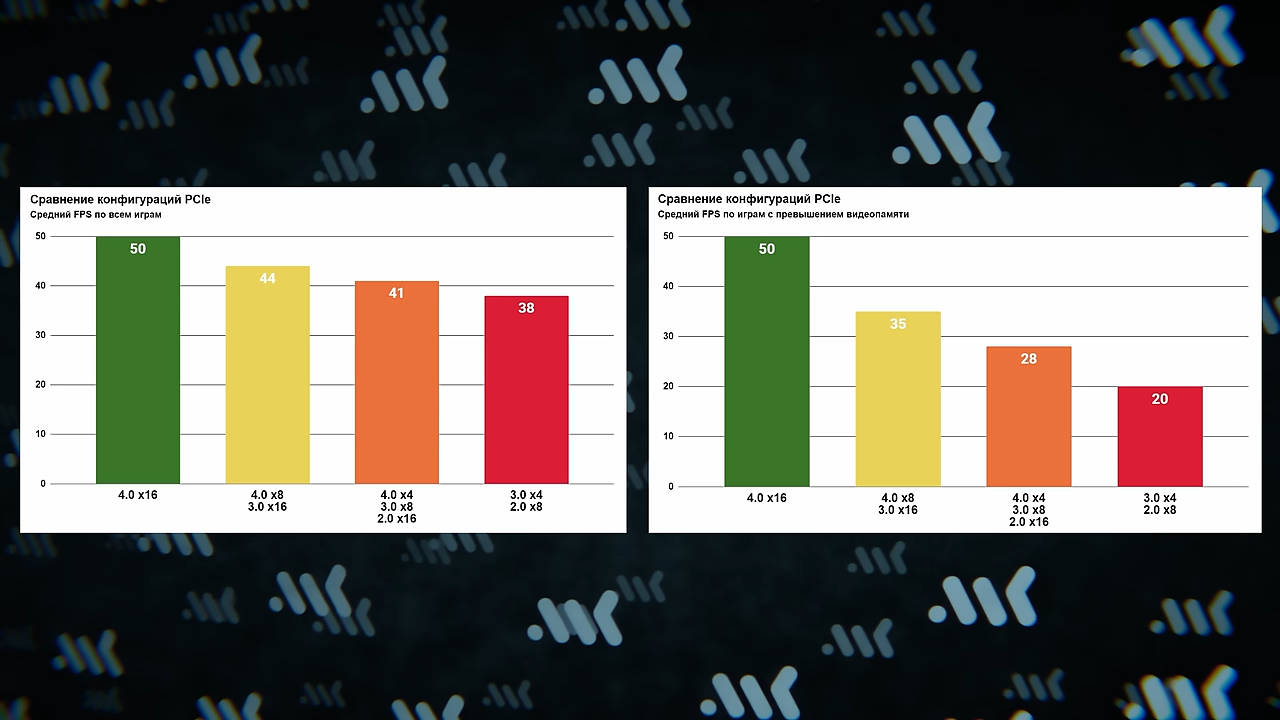 Сравнение конфигураций PCIe
Средний FPS по всем играм
50
40
30
20
10
0
50
44
41
38
4.0 x16
4.0 x8
3.0 x16
4.0 x4
3.0 x8
2.0 x16
3.0 x4
2.0 x8
Сравнение конфигураций PCIe
Средний FPS по играм с превышением видеопамяти
50
40
30
20
10
0
50
35
28
20
4.0 x16
4.0 x8
3.0 x16
4.0 x4
3.0 x8
2.0 x16
3.0 x4
2.0 x8